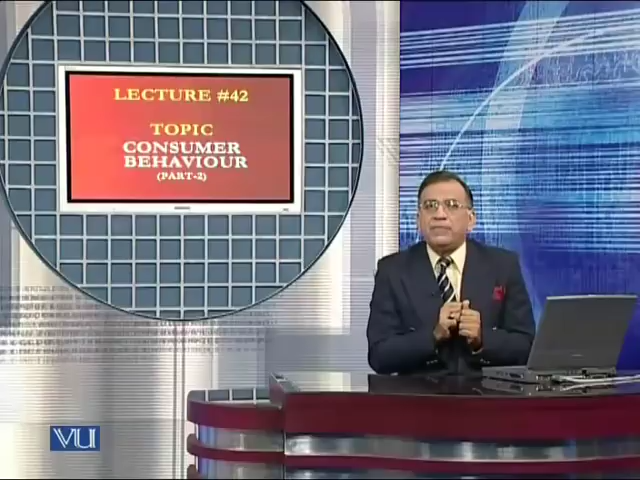 LECTURE #42
TOPIC
CONSUMER
BEHAVIOUR
(PART-2)
VU